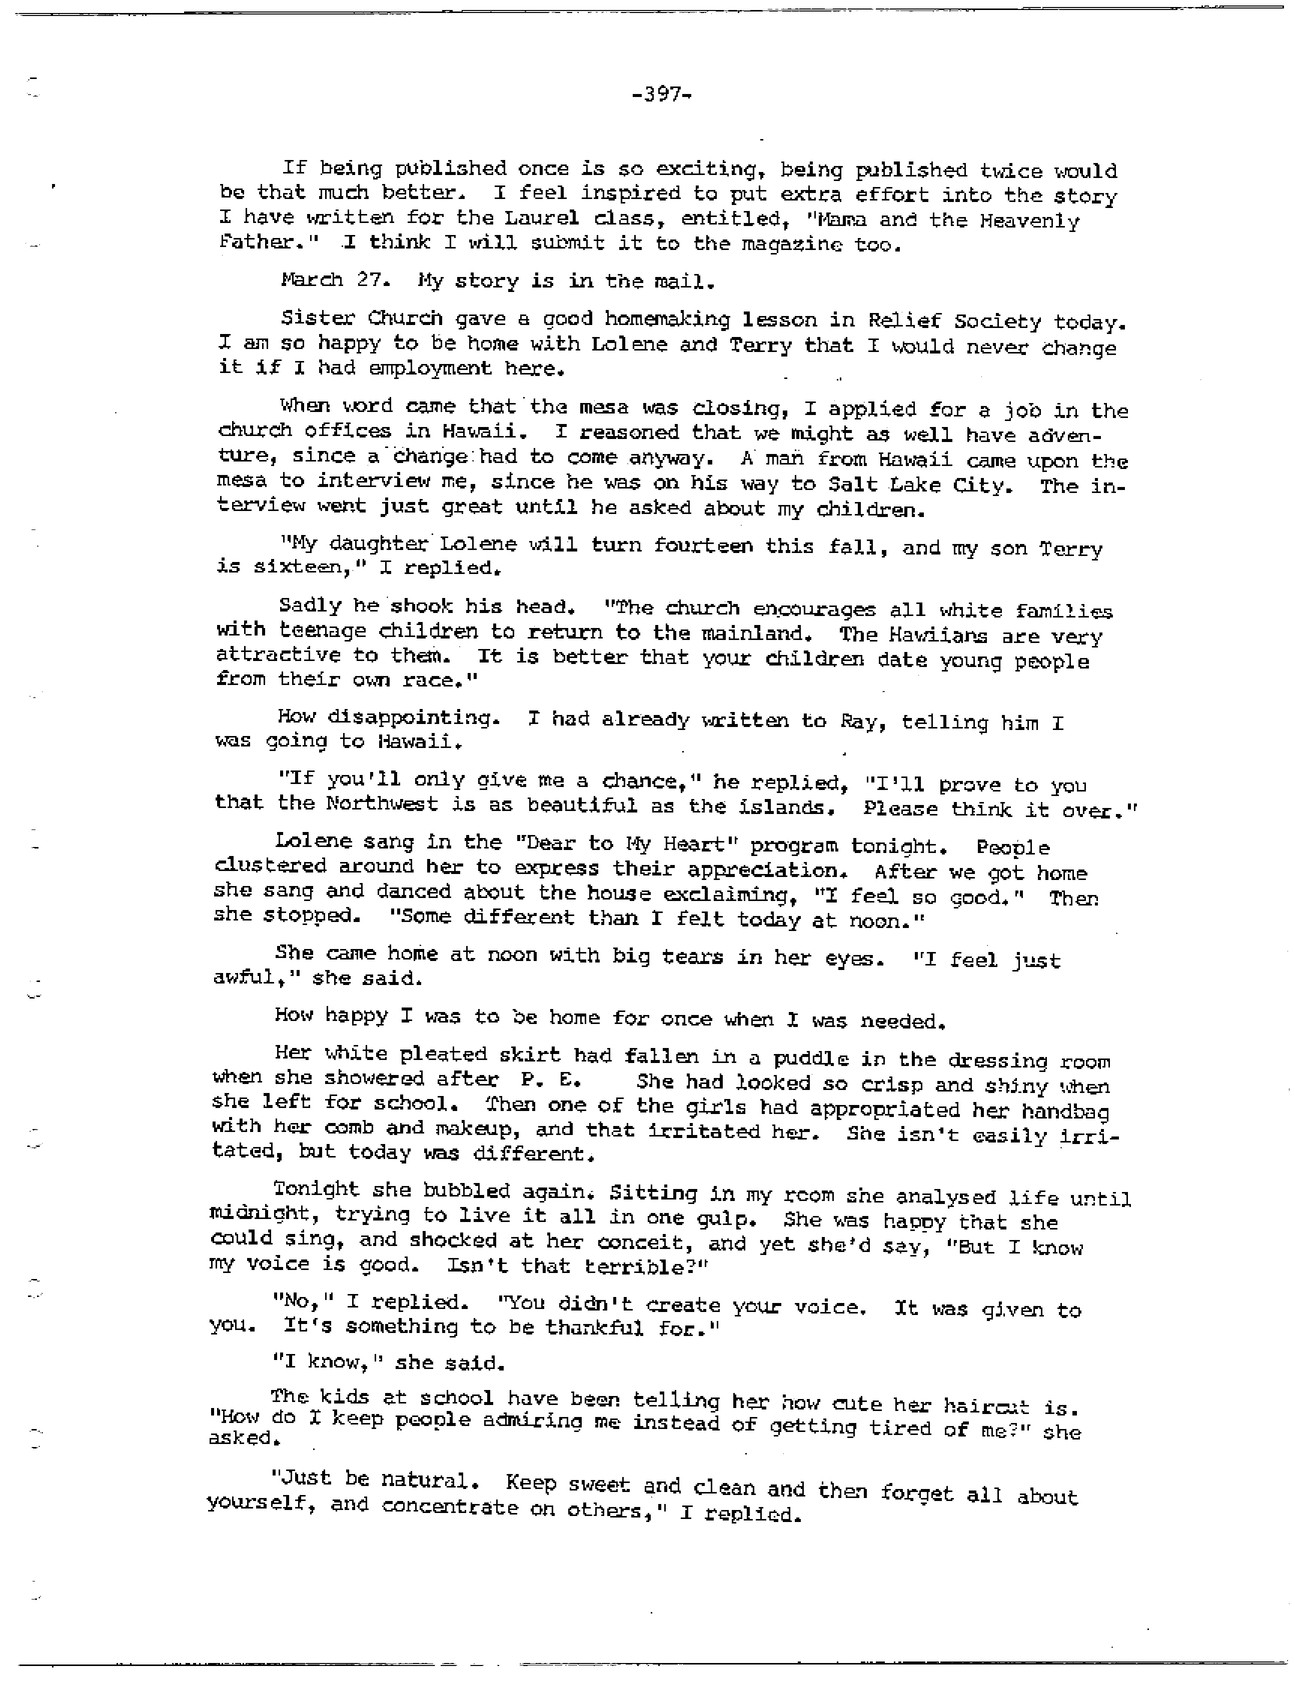 -397-
If being published once is so exciting, being published twice would
be that much better. I feel inspired to put extra effort into the story
I have written for the Laurel class, entitled, "Mama and the Heavenly
Father." I think I will submit it to the magazine too.
March 27. My story is in the mail.
Sister Church gave a good homemaking lesson in Relief Society today.
I am so happy to be home with Lolene and Terry that I would never change
it if I had employment here.
When word came that the mesa was closing, I applied for a job in the
church offices in Hawaii. I reasoned that we might as well have adven-
ture, since a change had to come anyway. A man from Hawaii came upon the
mesa to interview me, since he was on his way to Salt Lake City. The in-
terview went just great until he asked about my children.
"My daughter Lolene will turn fourteen this fall, and my son Terry
is sixteen," I replied.
Sadly he shook his head. "The church encourages all white families
with teenage children to return to the mainland. The Hawiians are very
attractive to them. It is better that your children date young people
from their own race."
How disappointing. I had already written to Ray, telling him I
was going to Hawaii.
"If you'll only give me a chance," he replied, "I'll prove to you
that the Northwest is as beautiful as the islands. Please think it over."
Lolene sang in the "Dear to My Heart" program tonight. People
clustered around her to express their appreciation. After we got home
she sang and danced about the house exclaiming, "I feel so good." Then
she stopped. "Some different than I felt today at noon."
She came home at noon with big tears in her eyes. "I feel just
awful," she said.
How happy I was to be home for once when I was needed.
Her white pleated skirt had fallen in a puddle in the dressing room
when she showered after P. E. She had looked so crisp and shiny when
she left for school. Then one of the girls had appropriated her handbag
with her comb and makeup, and that irritated her. She isn't easily irri-
tated, but today was different.
Tonight she bubbled again. Sitting in my room she analysed life until
midnight, trying to live it all in one gulp. She was happy that she
could sing, and shocked at her conceit, and yet she'd say, "But I know
my voice is good. Isn't that terrible?"
"No," I replied. "You didn't create your voice. It was given to
you. It's something to be thankful for."
"I know," she said.
The kids at school have been telling her how cute her haircut is.
"How do I keep people admiring me instead of getting tired of me?" she
asked.
"Just be natural. Keep sweet and clean and then forget all about
yourself, and concentrate on others," I replied.